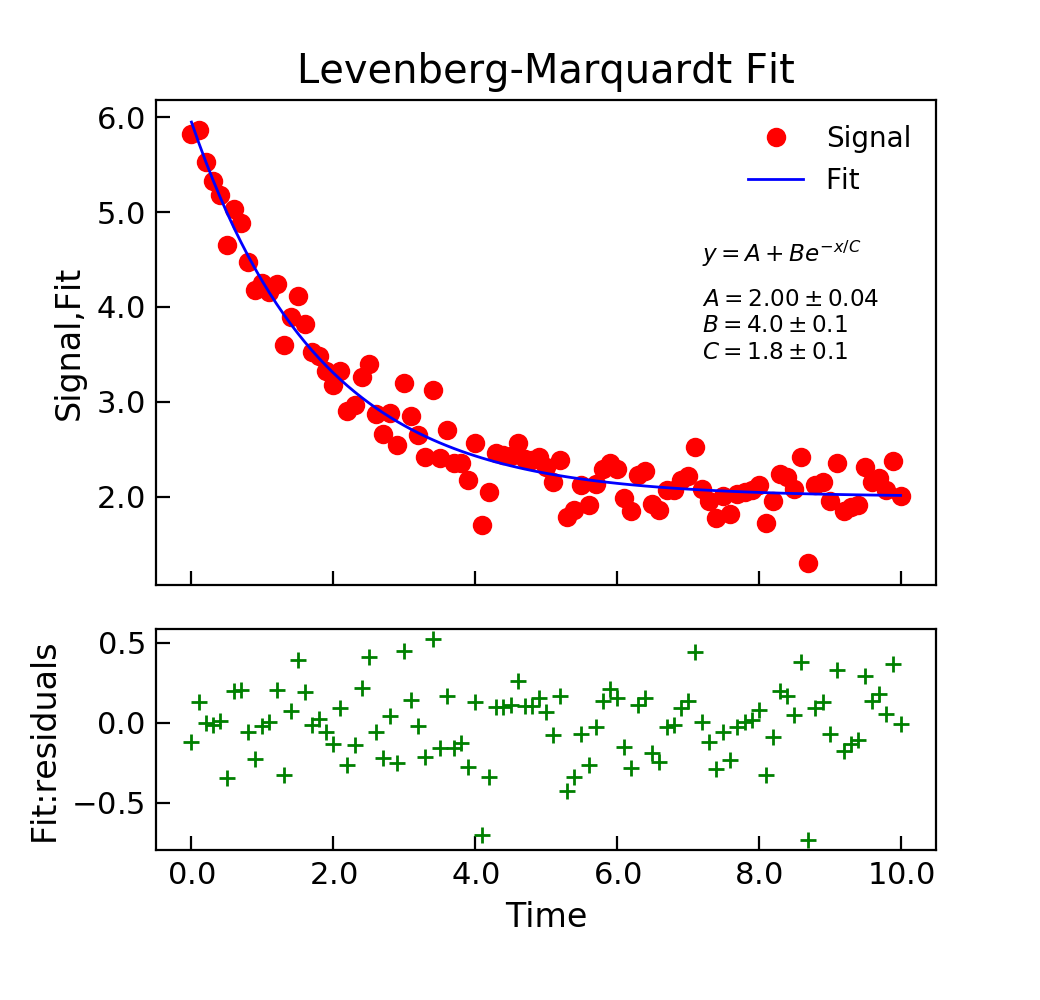 Levenberg-Marquardt Fit
6.0
5.0
4.0
3.0
2.0
Signal,Fit
Signal
Fit
y = A + Be^{-x/C}
A = 2.00 ± 0.04
B = 4.0 ± 0.1
C = 1.8 ± 0.1
0.5
0.0
−0.5
Fit:residuals
0.0 2.0 4.0 6.0 8.0 10.0
Time